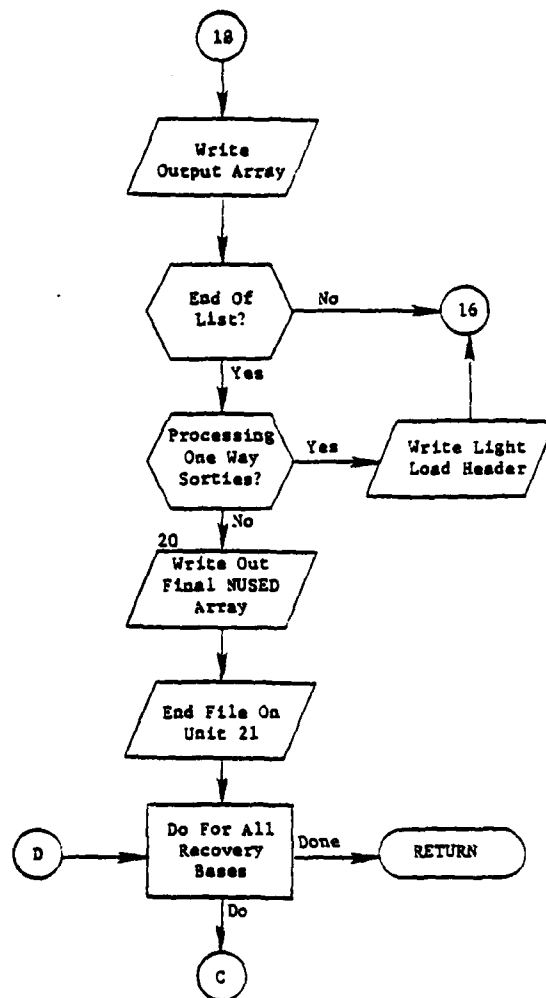 18
Write
Output Array
End Of
List?
No
16
Yes
Processing
One Way
Sorties?
Yes
Write Light
Load Header
No
20
Write Out
Final NUSED
Array
End File On
Unit 21
D
Do For All
Recovery
Bases
Done
RETURN
Do
C